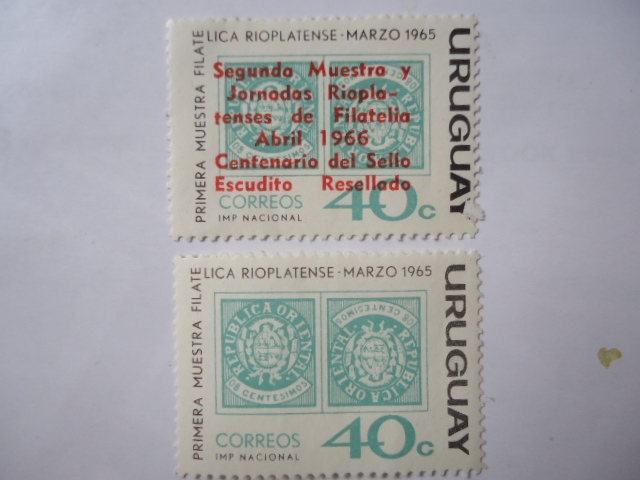 PRIMERA MUESTRA FILATELICA RIOPLATENSE - MARZO 1965
URUGUAY
Segunda Muestra y
Jornadas Riopla-
tenses de Filatelia
Abril 1966
Centenario del Sello
Escudito Resellado
CORREOS 40c
IMP NACIONAL
PRIMERA MUESTRA FILATELICA RIOPLATENSE - MARZO 1965
URUGUAY
REPUBLICA ORIENTAL
08 CENTESIMOS
08 CENTESIMOS
REPUBLICA ORIENTAL
CORREOS 40c
IMP NACIONAL